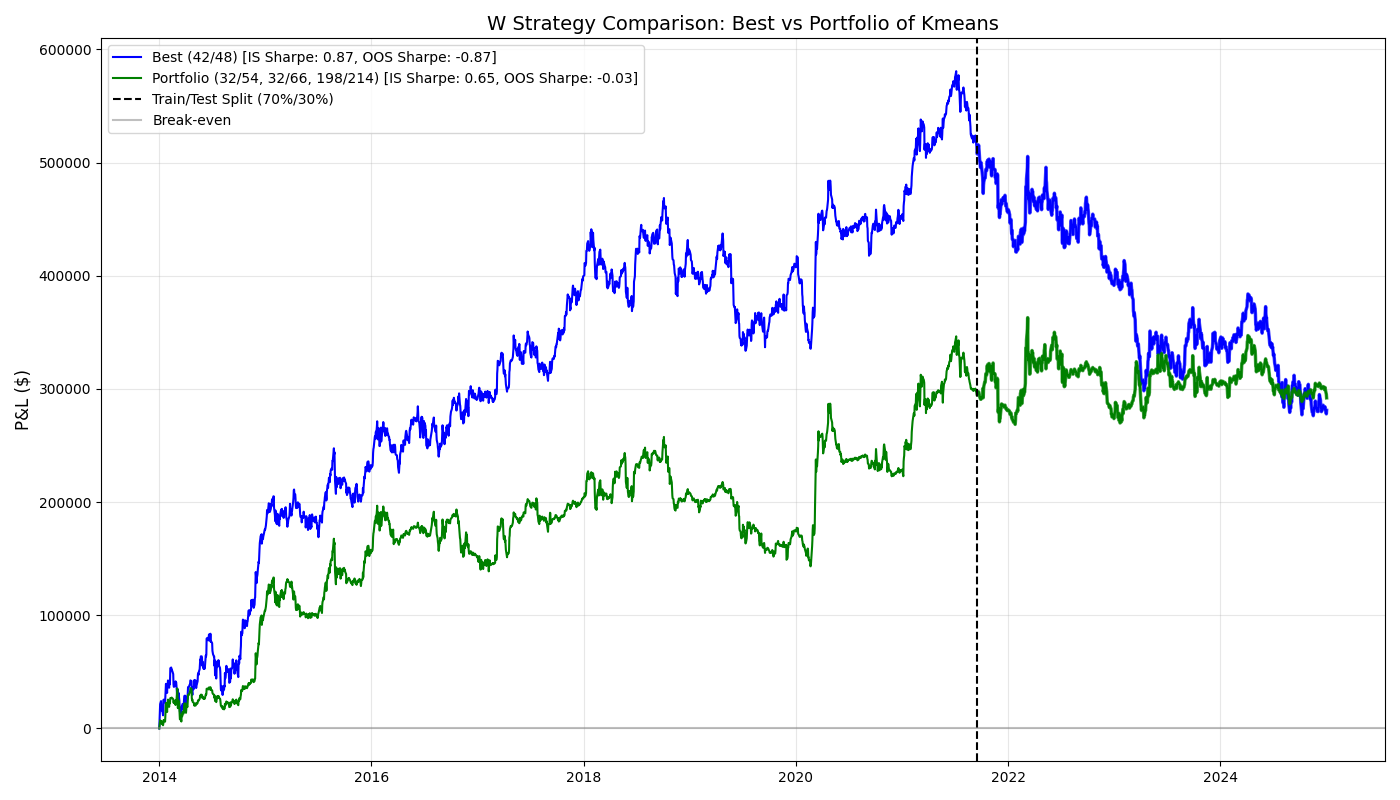 W Strategy Comparison: Best vs Portfolio of Kmeans
Best (42/48) [IS Sharpe: 0.87, OOS Sharpe: -0.87]
Portfolio (32/54, 32/66, 198/214) [IS Sharpe: 0.65, OOS Sharpe: -0.03]
Train/Test Split (70%/30%)
Break-even
P&L ($)
600000
500000
400000
300000
200000
100000
0
2014 2016 2018 2020 2022 2024